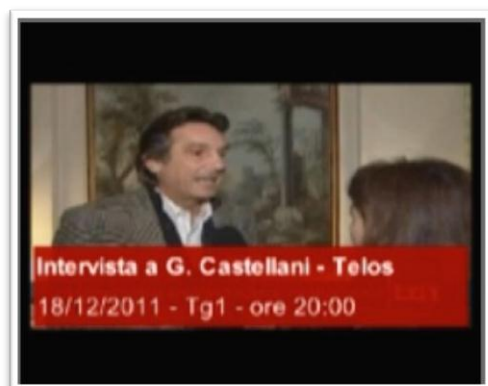 Intervista a G. Castellani - Telos
18/12/2011 - Tg1 - ore 20:00